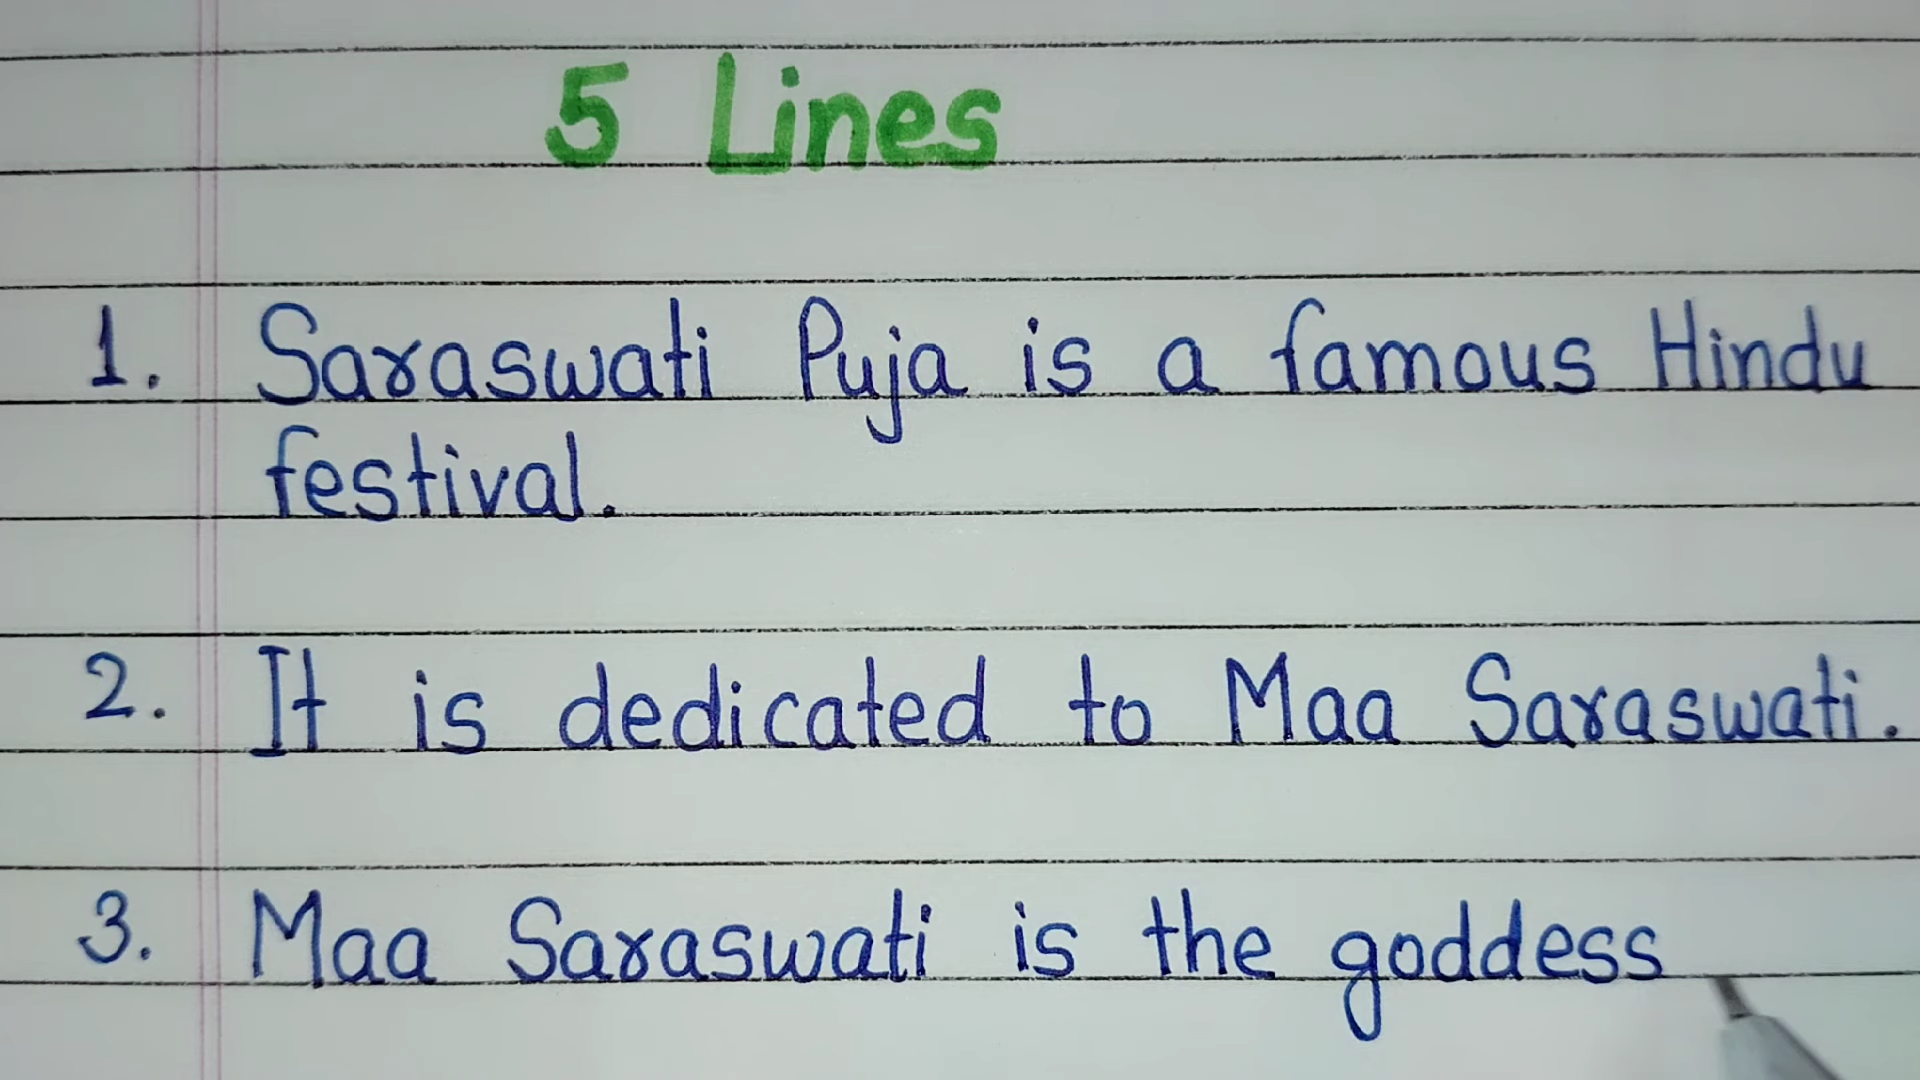 5 Lines
1. Saraswati Puja is a famous Hindu
festival.
2. It is dedicated to Maa Saraswati.
3. Maa Saraswati is the goddess